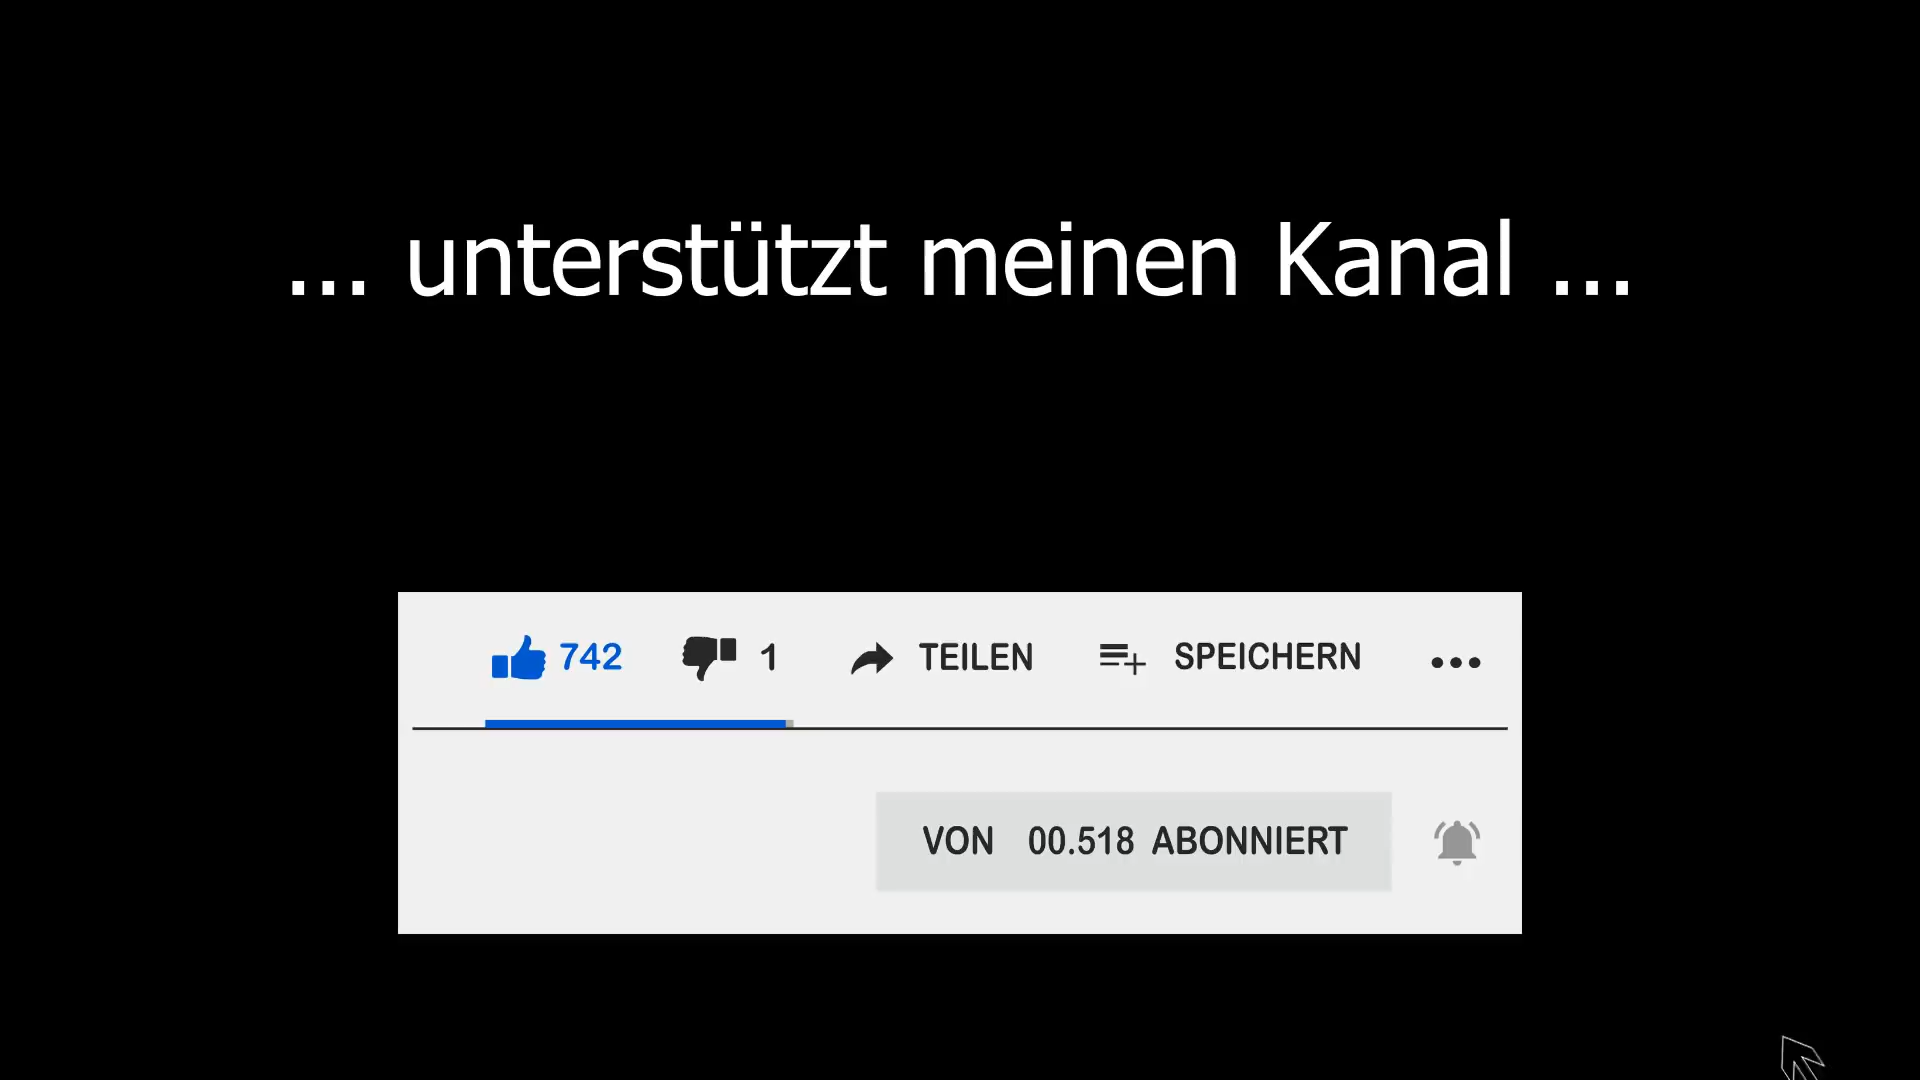 ... unterstützt meinen Kanal ...
742 1 TEILEN SPEICHERN
VON 00.518 ABONNIERT